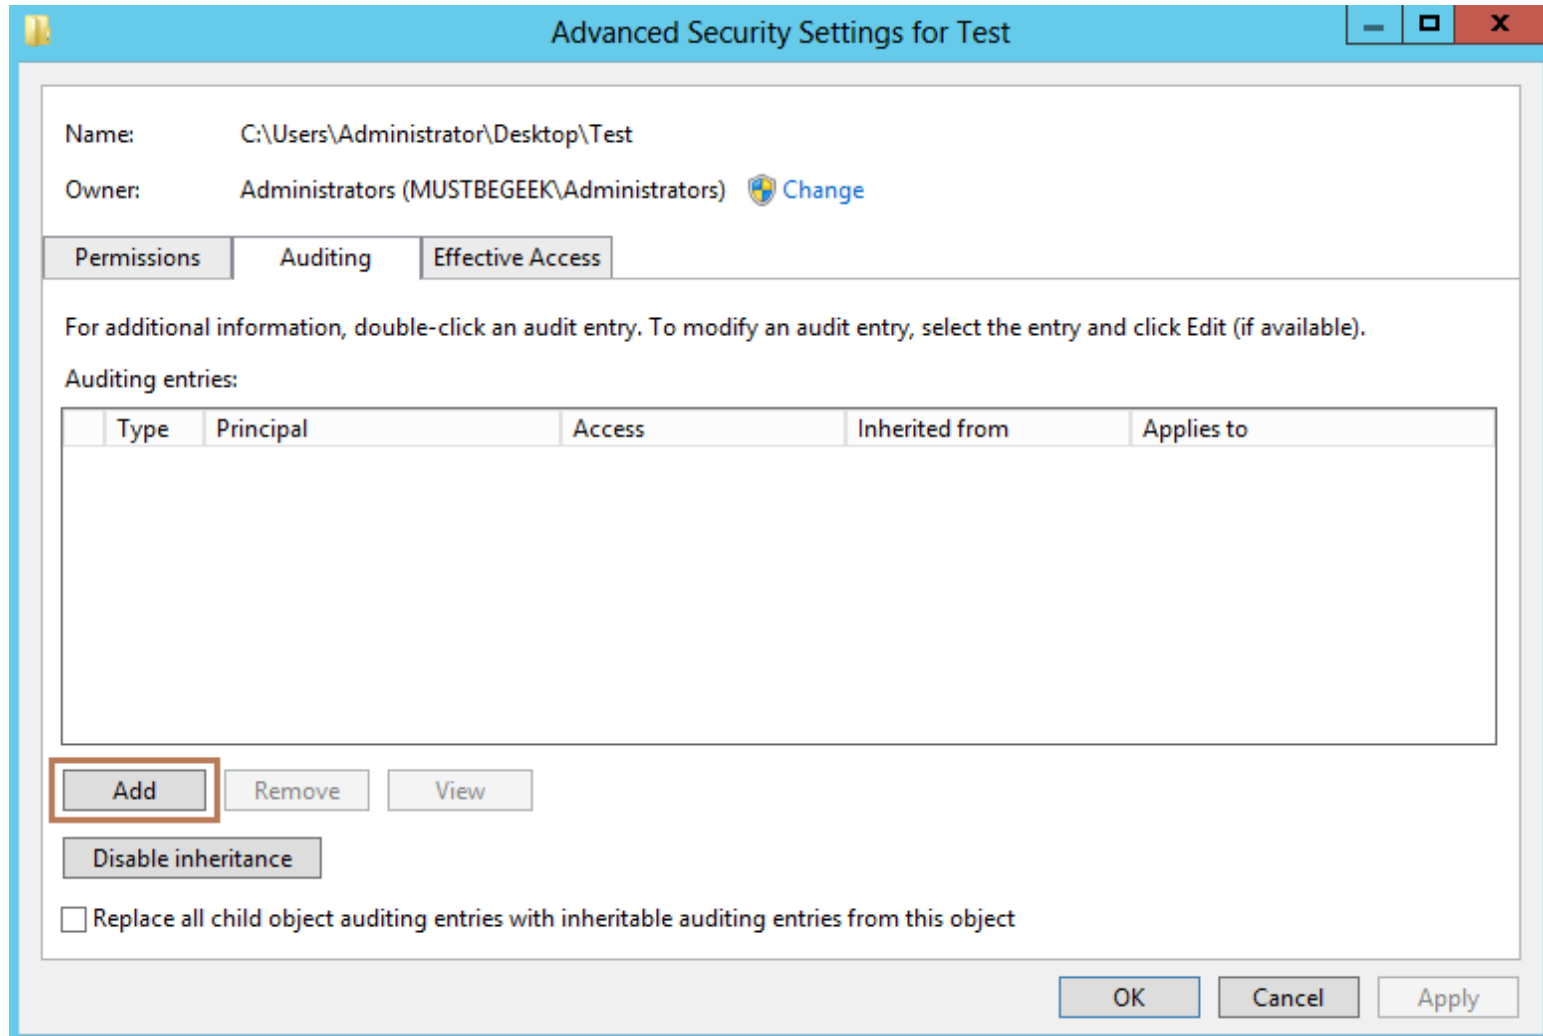 Advanced Security Settings for Test
Name: C:\Users\Administrator\Desktop\Test
Owner: Administrators (MUSTBEGEEK\Administrators) Change
Permissions Auditing Effective Access
For additional information, double-click an audit entry. To modify an audit entry, select the entry and click Edit (if available).
Auditing entries:
Type Principal Access Inherited from Applies to
Add Remove View
Disable inheritance
Replace all child object auditing entries with inheritable auditing entries from this object
OK Cancel Apply